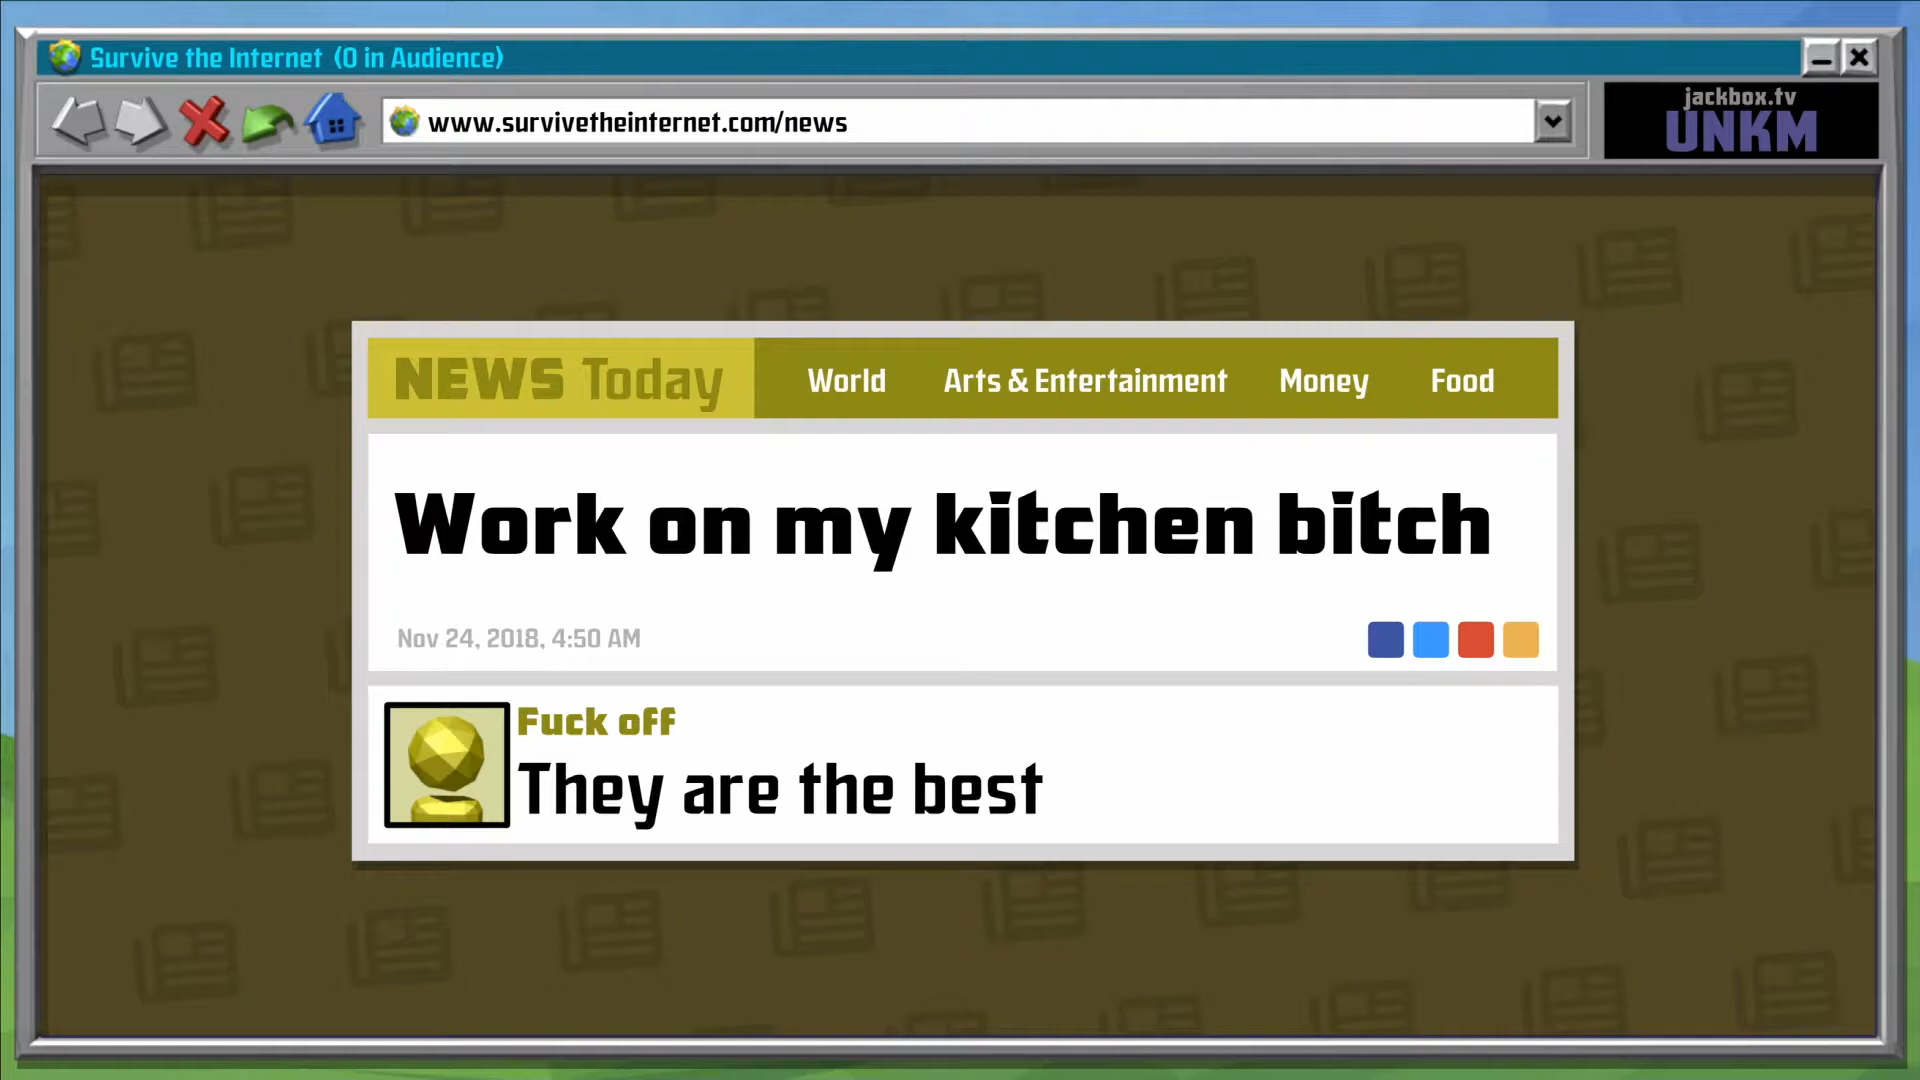 Survive the Internet (0 in Audience)
www.survivetheinternet.com/news
jackbox.tv
UNKM
NEWS Today World Arts & Entertainment Money Food
Work on my kitchen bitch
Nov 24, 2018, 4:50 AM
Fuck off
They are the best